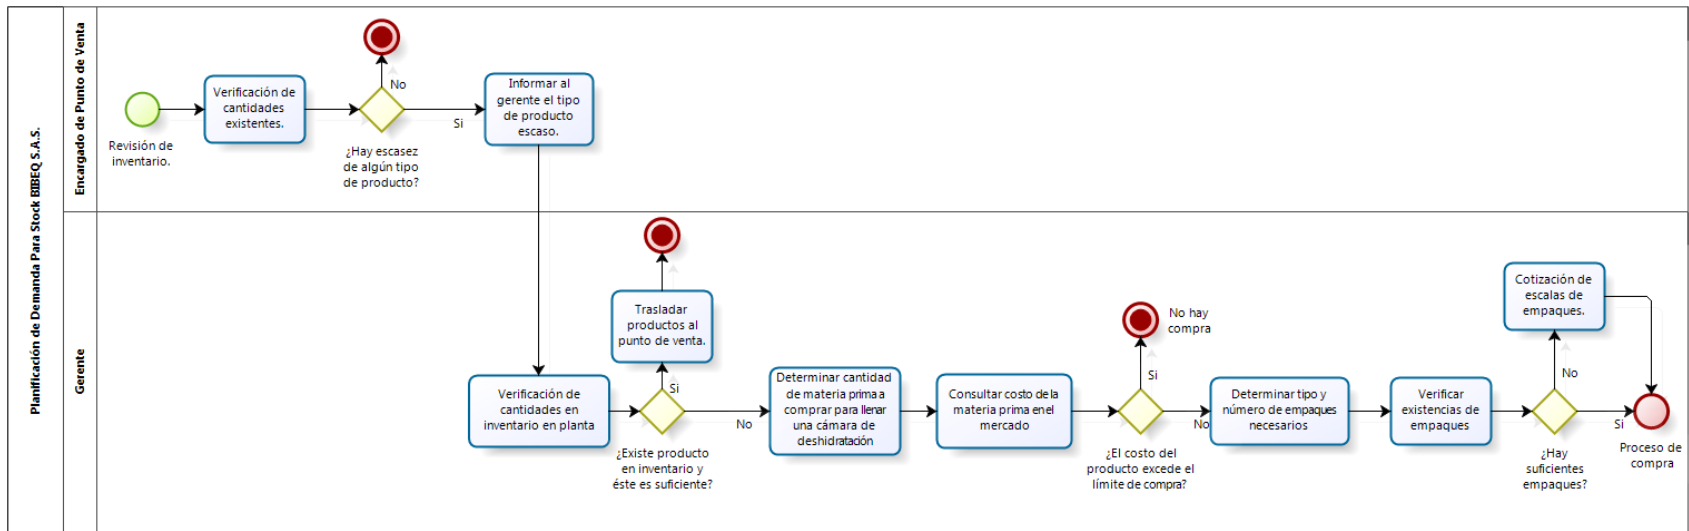 Planificación de Demanda Para Stock BIBEQ S.A.S.
Encargado de Punto de Venta
Revisión de
inventario.
Verificación de
cantidades
existentes.
No
¿Hay escasez
de algún tipo
de producto?
Si
Informar al
gerente el tipo
de producto
escaso.
Gerente
Verificación de
cantidades en
inventario en planta
Trasladar
productos al
punto de venta.
Si
¿Existe producto
en inventario y
éste es suficiente?
No
Determinar cantidad
de materia prima a
comprar para llenar
una cámara de
deshidratación
Consultar costo de la
materia prima en el
mercado
No hay
compra
Si
¿El costo del
producto excede el
límite de compra?
No
Determinar tipo y
número de empaques
necesarios
Verificar
existencias de
empaques
Cotización de
escalas de
empaques.
No
¿Hay
suficientes
empaques?
Si
Proceso de
compra